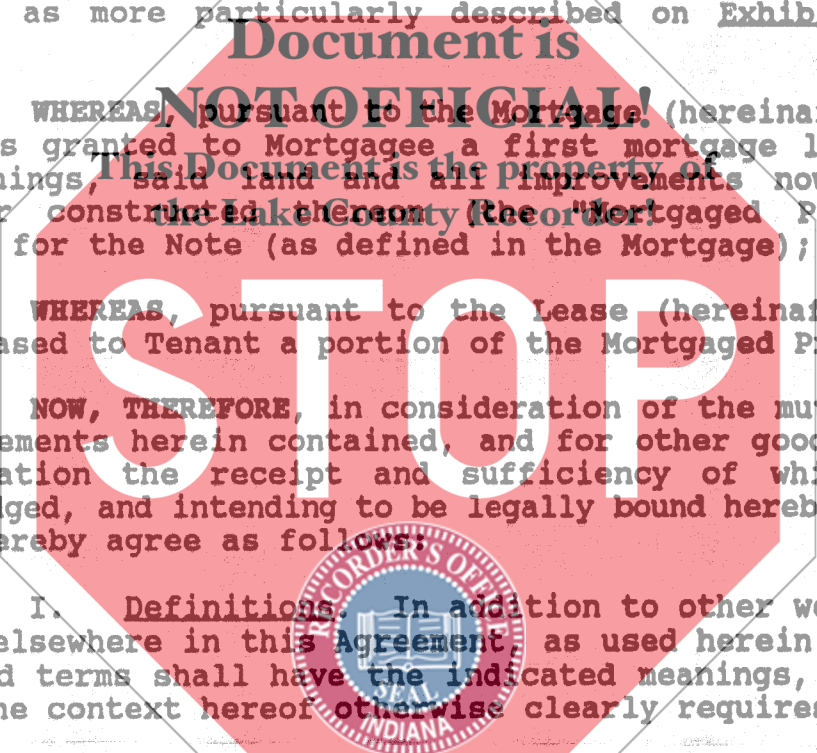 as more particularly described on Exhib
Document is
WHEREAS, pursuant to the Mortgage (hereina
NOT OFFICIAL!
s granted to Mortgagee a first mortgage l
This Document is the property of
ings, said land and all improvements now
r constructed thereon (the "Mortgaged P
the Lake County Recorder!
for the Note (as defined in the Mortgage);
STOP
WHEREAS, pursuant to the Lease (hereinaf
ased to Tenant a portion of the Mortgaged P
NOW, THEREFORE, in consideration of the mu
ements herein contained, and for other good
ation the receipt and sufficiency of whi
ged, and intending to be legally bound hereb
ereby agree as follows:
RECORDER'S OFFICE
I. Definitions. In addition to other w
elsewhere in this Agreement, as used herein
d terms shall have the indicated meanings,
SEAL
he context hereof otherwise clearly requires
INDIANA